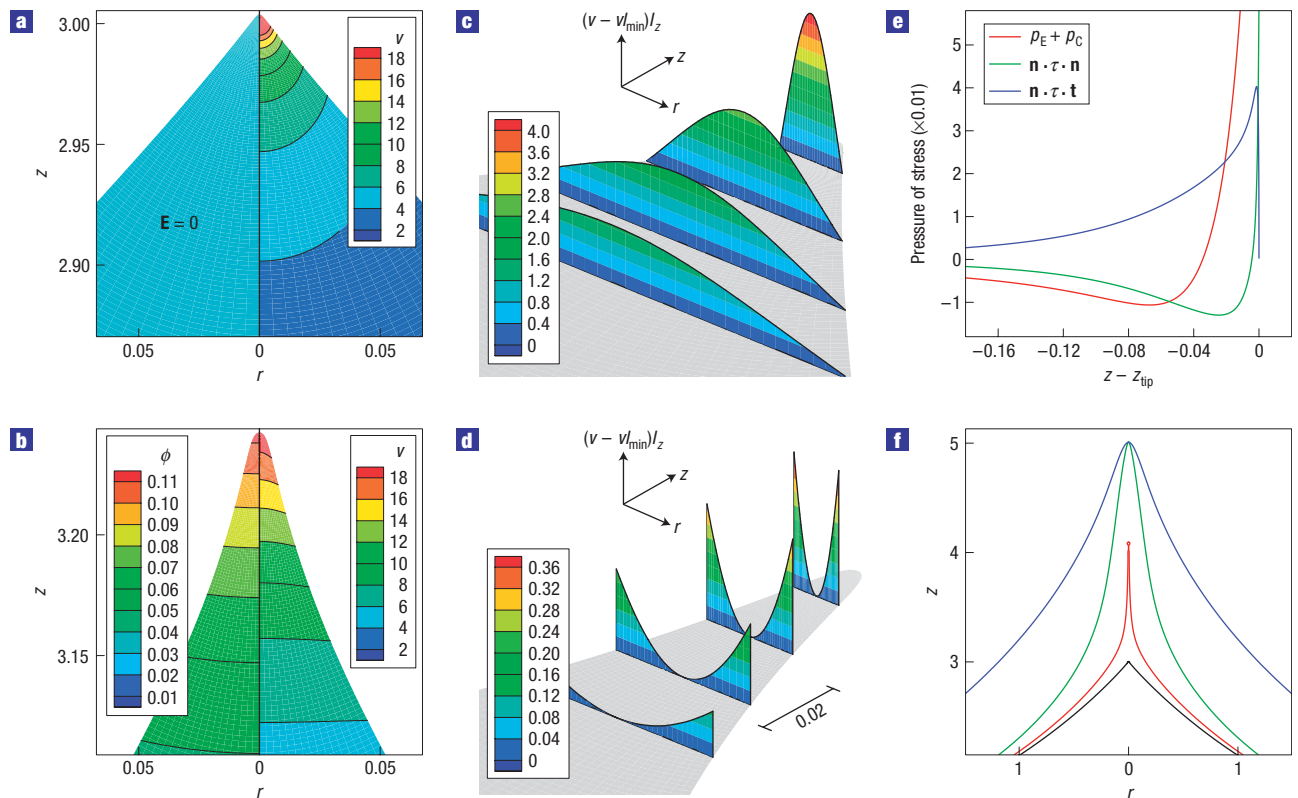 a
3.00
2.95
2.90
z
E = 0
v
18
16
14
12
10
8
6
4
2
0.05
0
0.05
r
c
(v − v|min)|z
z
r
4.0
3.6
3.2
2.8
2.4
2.0
1.6
1.2
0.8
0.4
0
e
pE + pC
n · τ · n
n · τ · t
Pressure of stress (×0.01)
5
4
3
2
1
0
−1
−0.16
−0.12
−0.08
−0.04
0
z − ztip
b
ϕ
0.11
0.10
0.09
0.08
0.07
0.06
0.05
0.04
0.03
0.02
0.01
v
18
16
14
12
10
8
6
4
2
3.20
3.15
z
0.05
0
0.05
r
d
(v − v|min)|z
z
r
0.36
0.32
0.28
0.24
0.20
0.16
0.12
0.08
0.04
0
0.02
f
5
4
3
z
1
0
1
r